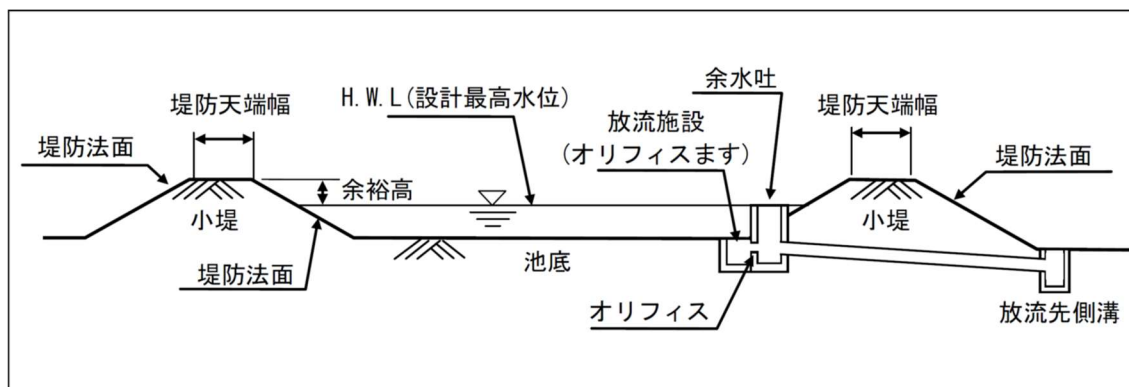 余水吐
H.W.L(設計最高水位)
堤防天端幅
放流施設
(オリフィスます)
堤防天端幅
堤防法面
堤防法面
余裕高
小堤
小堤
池底
堤防法面
オリフィス
放流先側溝